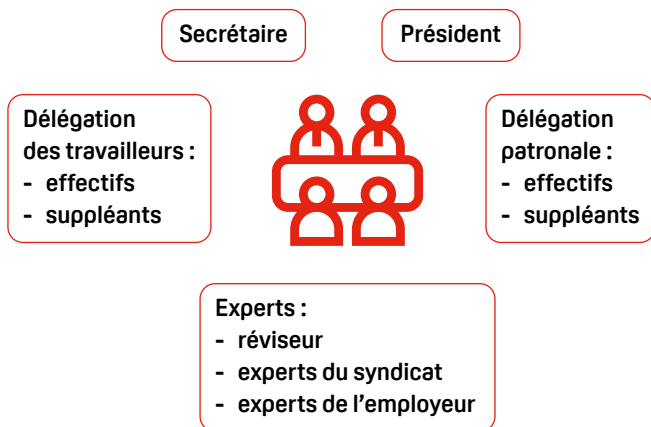 Secrétaire
Président
Délégation
des travailleurs :
- effectifs
- suppléants
Délégation
patronale :
- effectifs
- suppléants
Experts :
- réviseur
- experts du syndicat
- experts de l'employeur